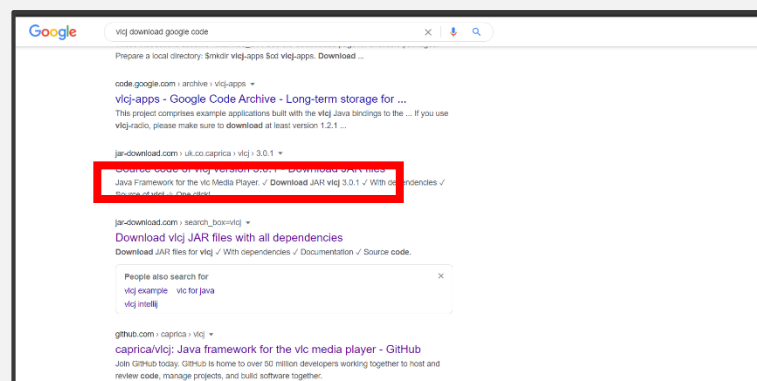 Google
vlcj download google code
Prepare a local directory: $mkdir vlcj-apps $cd vlcj-apps. Download ...
code.google.com › archive › vlcj-apps
vlcj-apps - Google Code Archive - Long-term storage for ...
This project comprises example applications built with the vlcj Java bindings to the ... If you use
vlcj-radio, please make sure to download at least version 1.2.1 ...
jar-download.com › uk.co.caprica › vlcj › 3.0.1
Source code of vlcj version 3.0.1 - Download JAR files
Java Framework for the vlc Media Player. ✓ Download JAR vlcj 3.0.1 ✓ With dependencies ✓
Source of vlcj ☆ One click!
jar-download.com › search_box=vlcj
Download vlcj JAR files with all dependencies
Download JAR files for vlcj ✓ With dependencies ✓ Documentation ✓ Source code.
People also search for
vlcj example vlc for java
vlcj intellij
github.com › caprica › vlcj
caprica/vlcj: Java framework for the vlc media player - GitHub
Join GitHub today. GitHub is home to over 50 million developers working together to host and
review code, manage projects, and build software together.